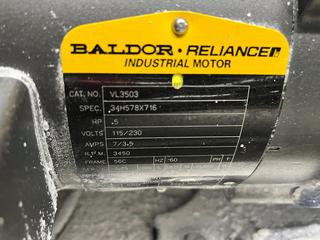 BALDOR • RELIANCE
INDUSTRIAL MOTOR
CAT. NO. VL3503
SPEC. 34H578X716
HP .5
VOLTS 115/230
AMPS 7/3.5
R.P.M. 3450
FRAME 56C HZ 60 PH 1